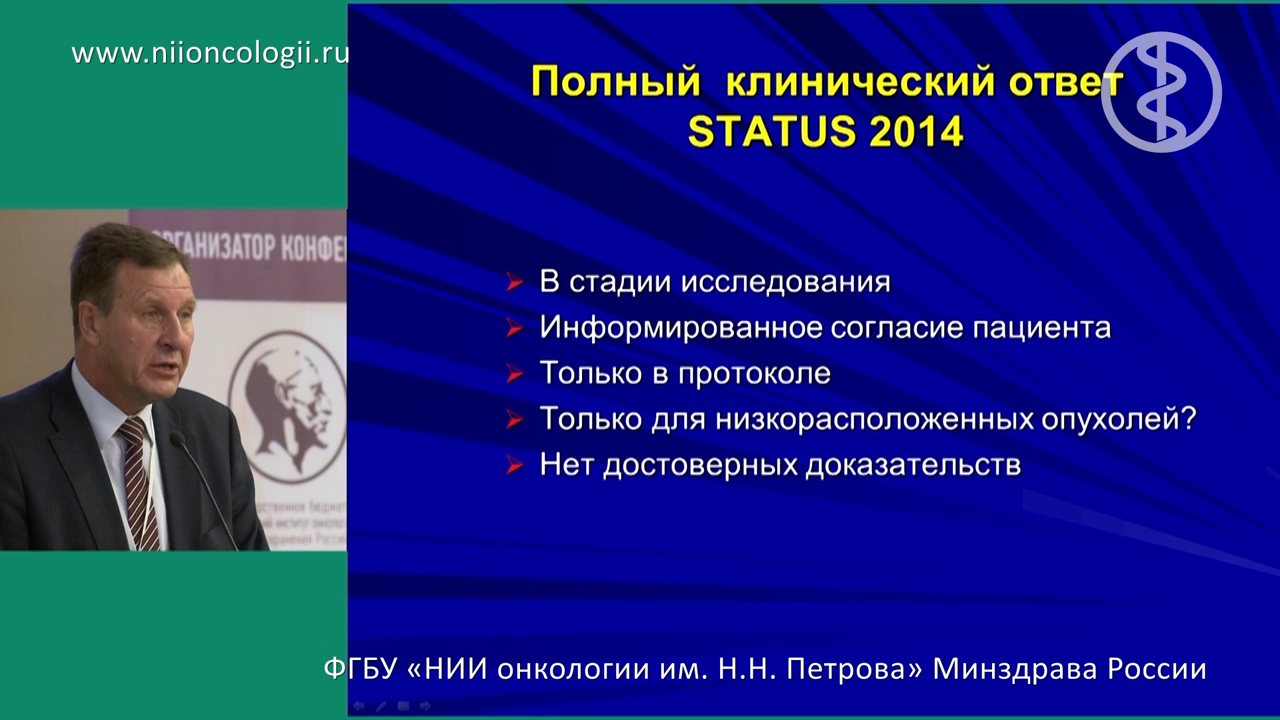 www.niioncologii.ru
Полный клинический ответ
STATUS 2014
ОРГАНИЗАТОР КОНФЕ
В стадии исследования
Информированное согласие пациента
Только в протоколе
Только для низкорасположенных опухолей?
Нет достоверных доказательств
ФГБУ «НИИ онкологии им. Н.Н. Петрова» Минздрава России